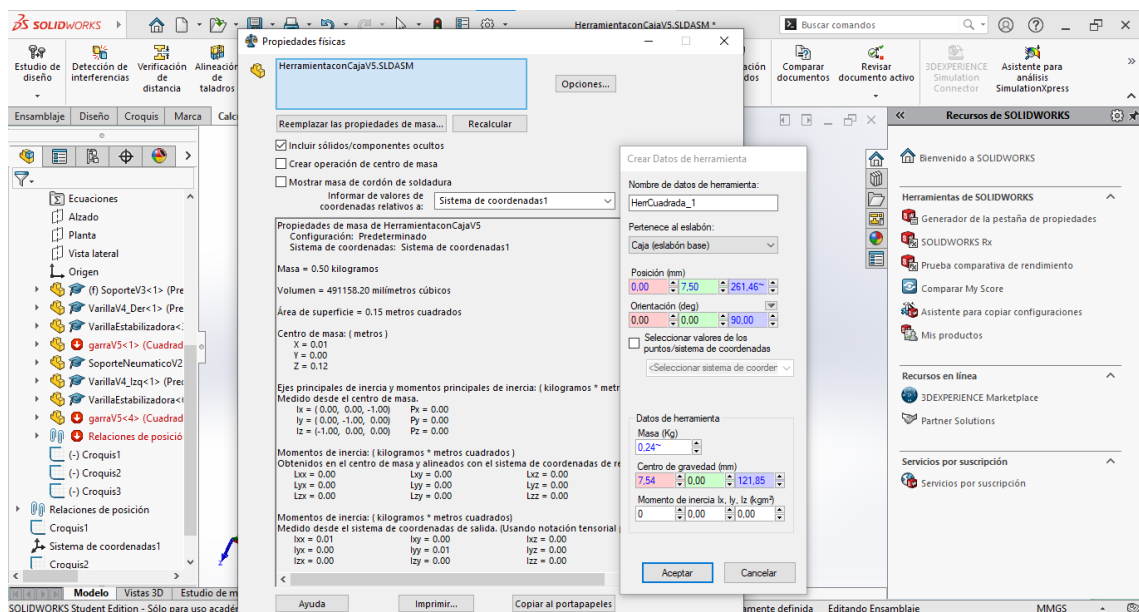 SOLIDWORKS
HerramientaconCajaV5.SLDASM *
Buscar comandos
Estudio de diseño
Detección de interferencias
Verificación de distancia
Alineación de taladros
Comparar documentos
Revisar documento activo
3DEXPERIENCE Simulation Connector
Asistente para análisis SimulationXpress
Ensamblaje
Diseño
Croquis
Marca
Ecuaciones
Alzado
Planta
Vista lateral
Origen
(f) SoporteV3<1> (Pre
VarillaV4_Der<1> (Pre
VarillaEstabilizadora<
garraV5<1> (Cuadrad
SoporteNeumaticoV2
VarillaV4_Izq<1> (Prec
VarillaEstabilizadora<
garraV5<4> (Cuadrad
Relaciones de posició
(-) Croquis1
(-) Croquis2
(-) Croquis3
Relaciones de posición
Croquis1
Sistema de coordenadas1
Croquis2
Modelo
Vistas 3D
Estudio de m
SOLIDWORKS Student Edition - Sólo para uso acadé
Propiedades físicas
HerramientaconCajaV5.SLDASM
Opciones...
Reemplazar las propiedades de masa...
Recalcular
Incluir sólidos/componentes ocultos
Crear operación de centro de masa
Mostrar masa de cordón de soldadura
Informar de valores de
coordenadas relativos a:
Sistema de coordenadas1
Propiedades de masa de HerramientaconCajaV5
Configuración: Predeterminado
Sistema de coordenadas: Sistema de coordenadas1
Masa = 0.50 kilogramos
Volumen = 491158.20 milímetros cúbicos
Área de superficie = 0.15 metros cuadrados
Centro de masa: ( metros )
X = 0.01
Y = 0.00
Z = 0.12
Ejes principales de inercia y momentos principales de inercia: ( kilogramos * metr
Medido desde el centro de masa.
Ix = ( 0.00, 0.00, -1.00) Px = 0.00
Iy = ( 0.00, -1.00, 0.00) Py = 0.00
Iz = (-1.00, 0.00, 0.00) Pz = 0.00
Momentos de inercia: ( kilogramos * metros cuadrados )
Obtenidos en el centro de masa y alineados con el sistema de coordenadas de re
Lxx = 0.00 Lxy = 0.00 Lxz = 0.00
Lyx = 0.00 Lyy = 0.00 Lyz = 0.00
Lzx = 0.00 Lzy = 0.00 Lzz = 0.00
Momentos de inercia: ( kilogramos * metros cuadrados)
Medido desde el sistema de coordenadas de salida. (Usando notación tensorial
Ixx = 0.01 Ixy = 0.00 Ixz = 0.00
Iyx = 0.00 Iyy = 0.01 Iyz = 0.00
Izx = 0.00 Izy = 0.00 Izz = 0.00
Ayuda
Imprimir...
Copiar al portapapeles
Crear Datos de herramienta
Nombre de datos de herramienta:
HerrCuadrada_1
Pertenece al eslabón:
Caja (eslabón base)
Posición (mm)
0,00 7,50 261,46~
Orientación (deg)
0,00 0,00 90,00
Seleccionar valores de los
puntos/sistema de coordenadas
<Seleccionar sistema de coorder
Datos de herramienta
Masa (Kg)
0.24~
Centro de gravedad (mm)
7,54 0,00 121,85
Momento de inercia Ix, Iy, Iz (kgm²)
0 0,00 0,00
Aceptar
Cancelar
Recursos de SOLIDWORKS
Bienvenido a SOLIDWORKS
Herramientas de SOLIDWORKS
Generador de la pestaña de propiedades
SOLIDWORKS Rx
Prueba comparativa de rendimiento
Comparar My Score
Asistente para copiar configuraciones
Mis productos
Recursos en línea
3DEXPERIENCE Marketplace
Partner Solutions
Servicios por suscripción
Servicios por suscripción
amente definida
Editando Ensamblaje
MMGS